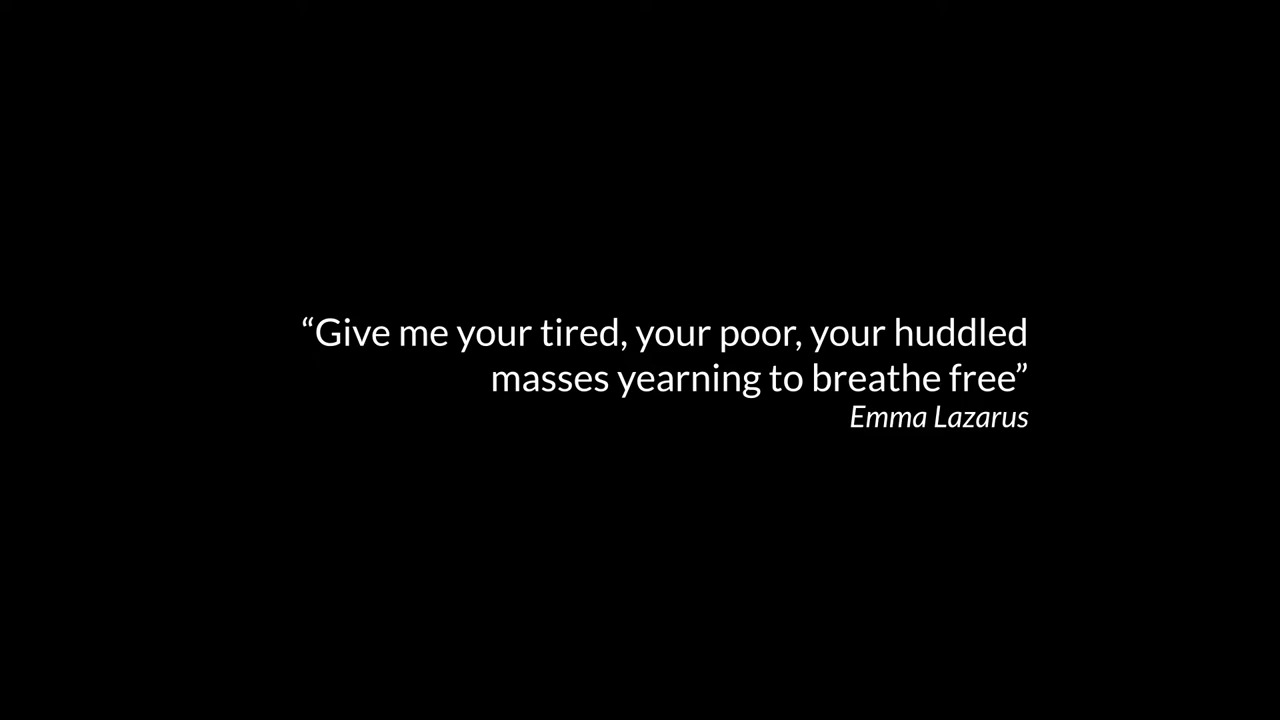 “Give me your tired, your poor, your huddled
masses yearning to breathe free”
Emma Lazarus